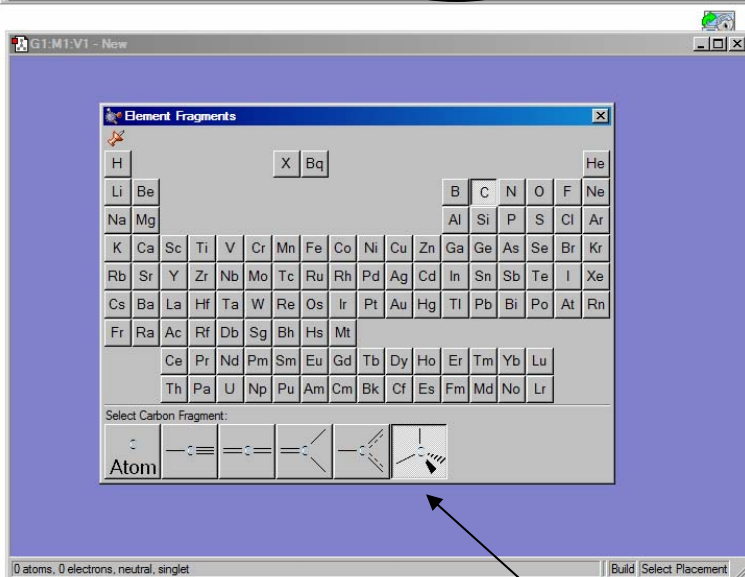 G1:M1:V1 - New
Element Fragments
H X Bq He
Li Be B C N O F Ne
Na Mg Al Si P S Cl Ar
K Ca Sc Ti V Cr Mn Fe Co Ni Cu Zn Ga Ge As Se Br Kr
Rb Sr Y Zr Nb Mo Tc Ru Rh Pd Ag Cd In Sn Sb Te I Xe
Cs Ba La Hf Ta W Re Os Ir Pt Au Hg Tl Pb Bi Po At Rn
Fr Ra Ac Rf Db Sg Bh Hs Mt
Ce Pr Nd Pm Sm Eu Gd Tb Dy Ho Er Tm Yb Lu
Th Pa U Np Pu Am Cm Bk Cf Es Fm Md No Lr
Select Carbon Fragment:
C C C C C C
Atom
0 atoms, 0 electrons, neutral, singlet Build Select Placement